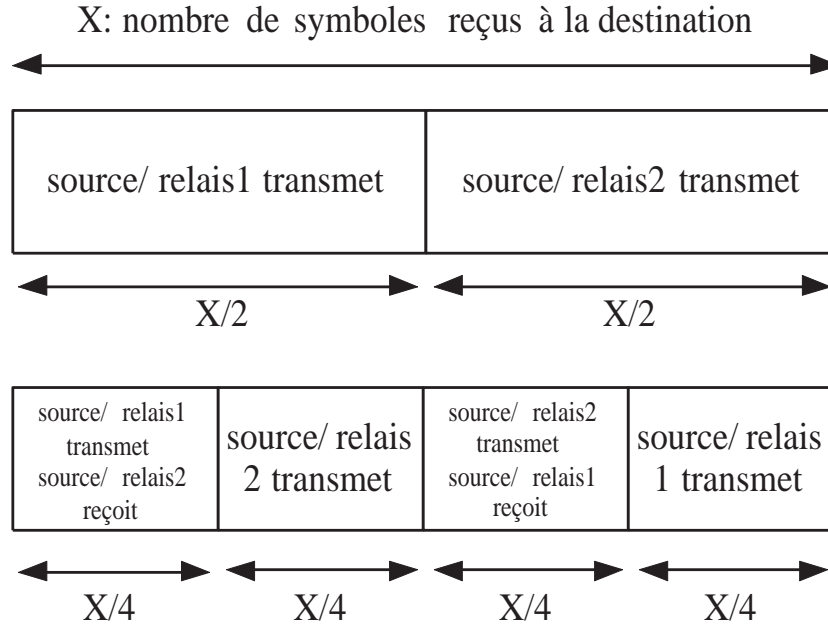 X: nombre de symboles reçus à la destination
source/ relais1 transmet
source/ relais2 transmet
X/2
X/2
source/ relais1
transmet
source/ relais2
reçoit
source/ relais
2 transmet
source/ relais2
transmet
source/ relais1
reçoit
source/ relais
1 transmet
X/4
X/4
X/4
X/4